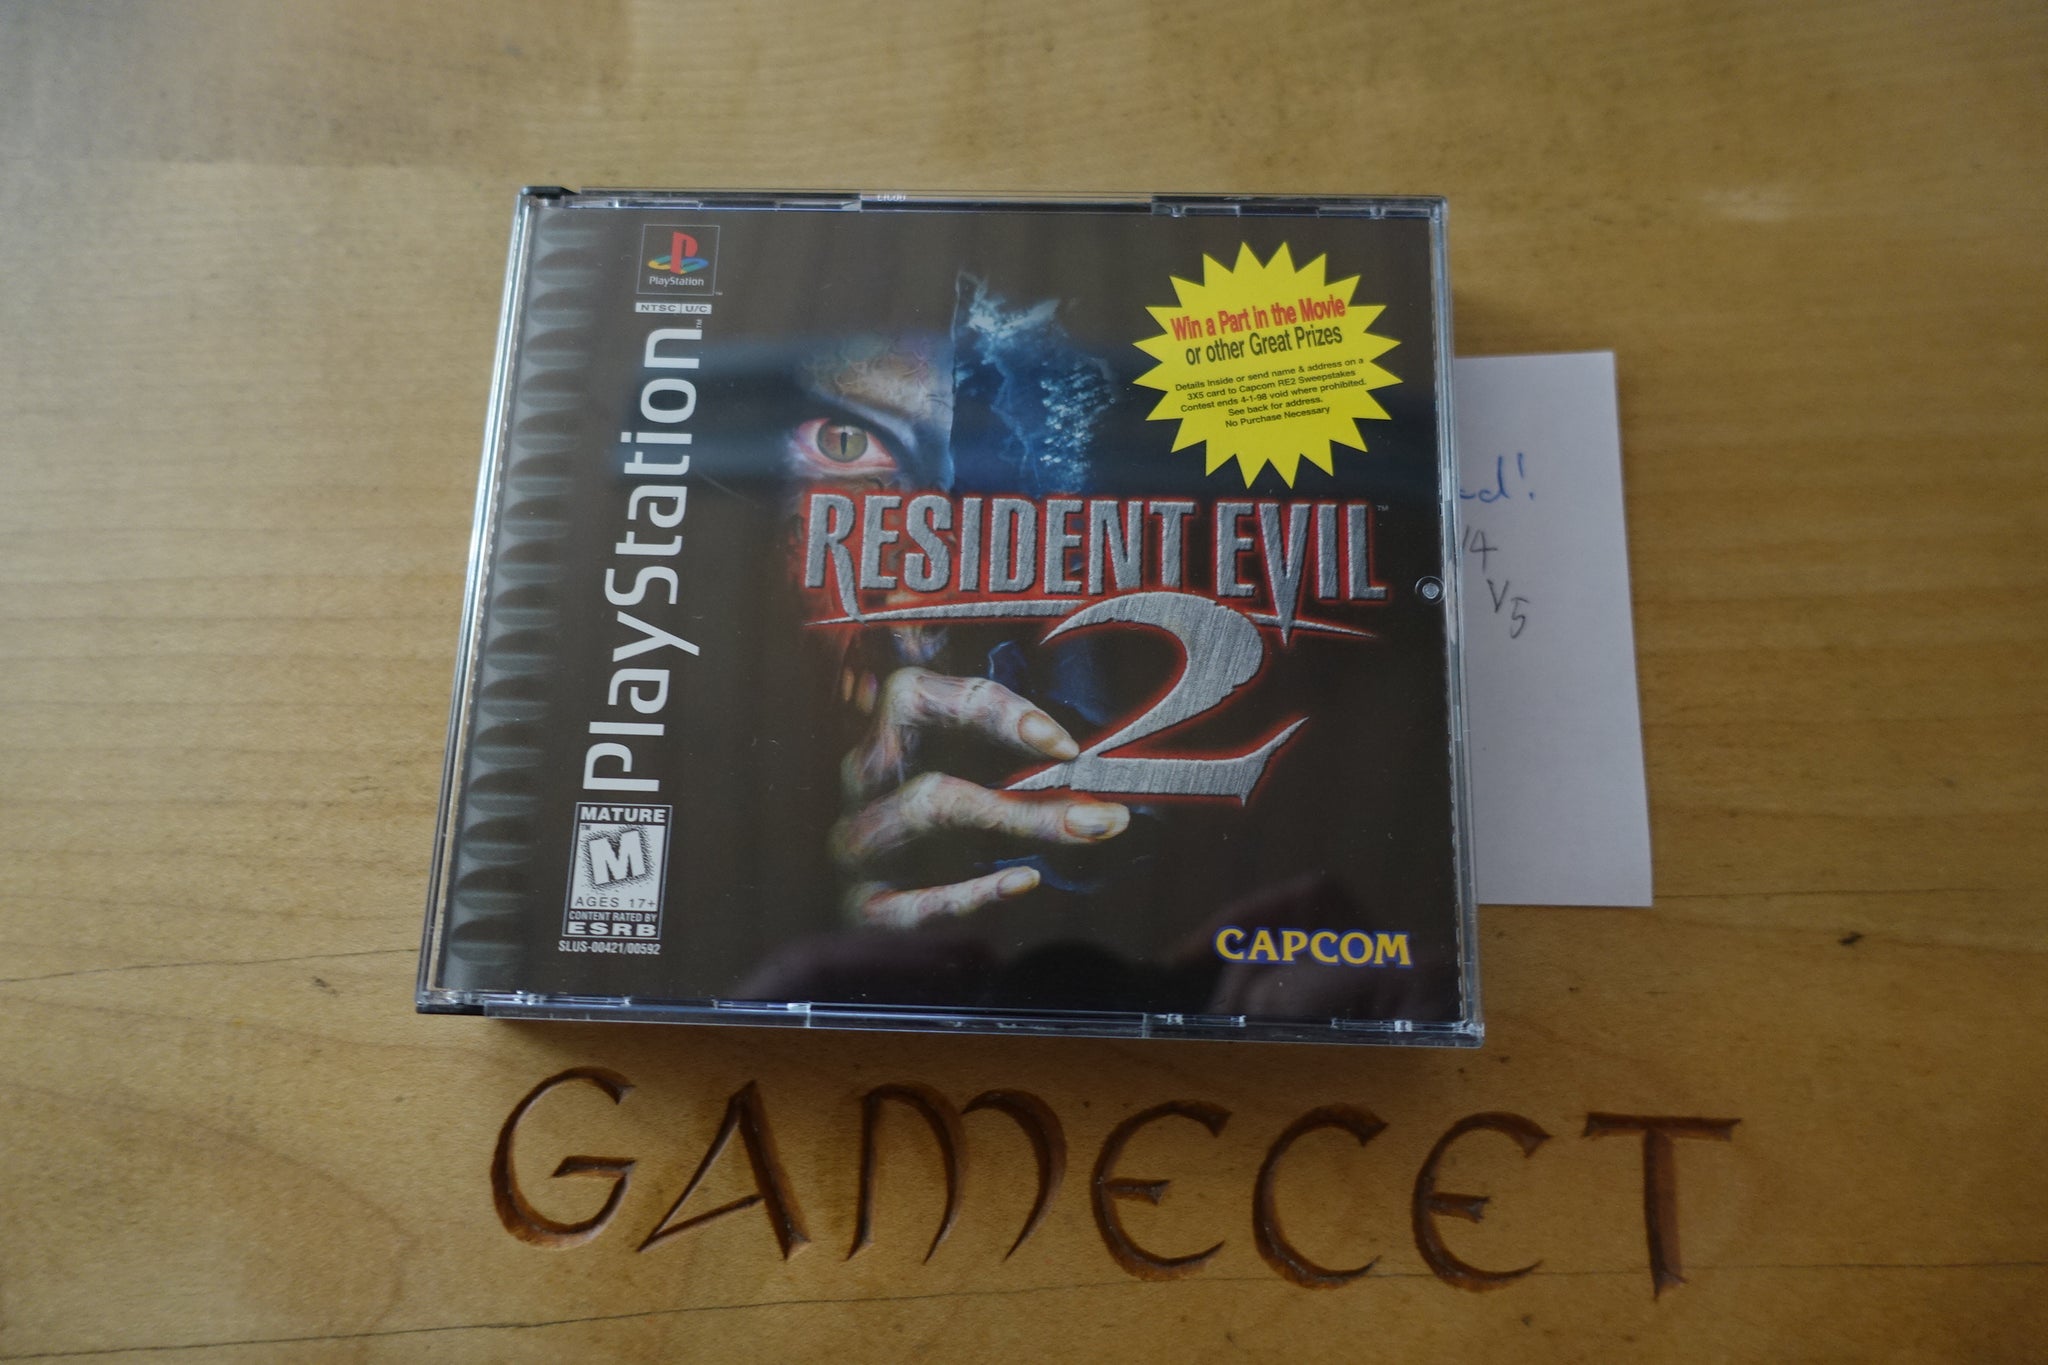 PlayStation
NTSC U/C
PlayStation
MATURE
M
AGES 17+
CONTENT RATED BY
ESRB
SLUS-00421/00592
Win a Part in the Movie
or other Great Prizes
Details Inside or send name & address on a
3X5 card to Capcom RE2 Sweepstakes
Contest ends 4-1-98 void where prohibited.
See back for address.
No Purchase Necessary
RESIDENT EVIL
2
CAPCOM
V5
GAMECET